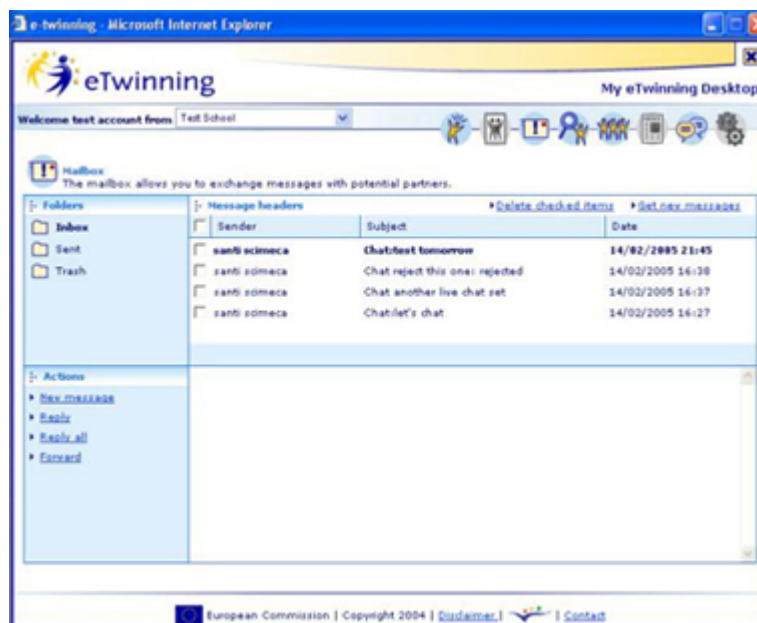 e-twinning - Microsoft Internet Explorer
eTwinning
My eTwinning Desktop
Welcome test account from Test School
Mailbox
The mailbox allows you to exchange messages with potential partners.
Folders
Inbox
Sent
Trash
Message headers Delete checked items Get new messages
Sender Subject Date
santi scimeca Chat:test tomorrow 14/02/2005 21:45
santi scimeca Chat reject this one: rejected 14/02/2005 16:38
santi scimeca Chat another live chat set 14/02/2005 16:37
santi scimeca Chat:let's chat 14/02/2005 16:27
Actions
New message
Reply
Reply all
Forward
European Commission | Copyright 2004 | Disclaimer | | Contact